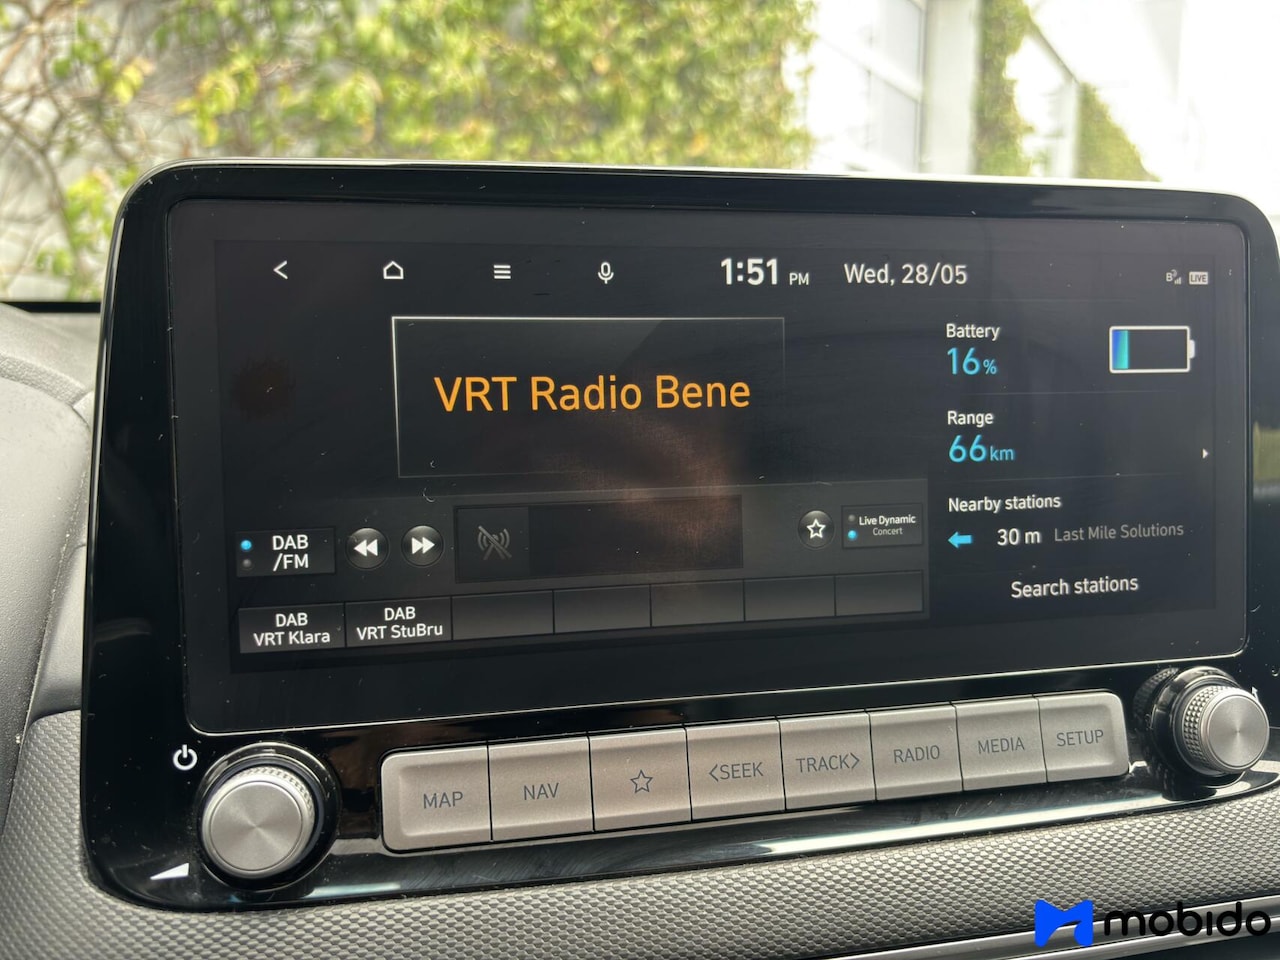 1:51 PM Wed, 28/05
B LIVE
VRT Radio Bene
Battery
16%
Range
66 km
Nearby stations
30 m Last Mile Solutions
Search stations
DAB
/FM
Live Dynamic
Concert
DAB
VRT Klara
DAB
VRT StuBru
MAP
NAV
<SEEK
TRACK>
RADIO
MEDIA
SETUP
mobido